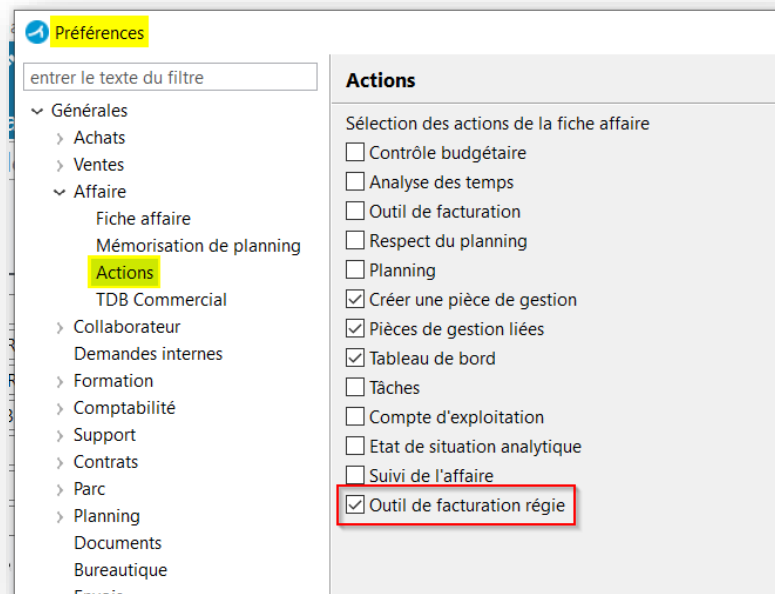 Préférences
entrer le texte du filtre
Générales
Achats
Ventes
Affaire
Fiche affaire
Mémorisation de planning
Actions
TDB Commercial
Collaborateur
Demandes internes
Formation
Comptabilité
Support
Contrats
Parc
Planning
Documents
Bureautique
Actions
Sélection des actions de la fiche affaire
Contrôle budgétaire
Analyse des temps
Outil de facturation
Respect du planning
Planning
Créer une pièce de gestion
Pièces de gestion liées
Tableau de bord
Tâches
Compte d'exploitation
Etat de situation analytique
Suivi de l'affaire
Outil de facturation régie